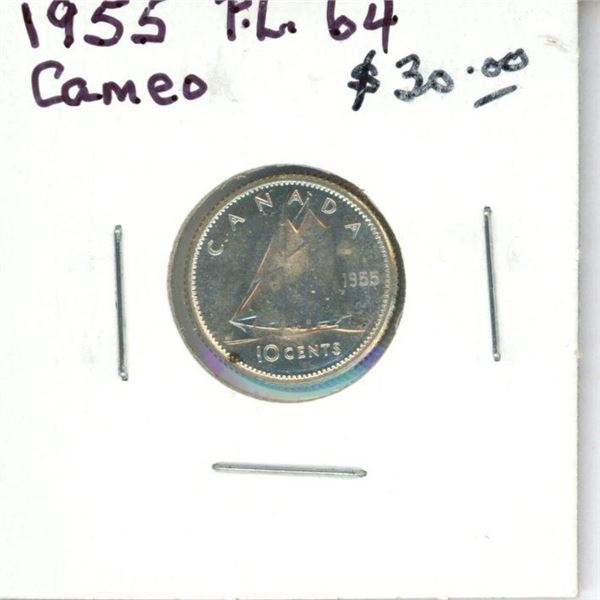 1955 P.L. 64
Cameo $30.00
CANADA
1955
10 CENTS